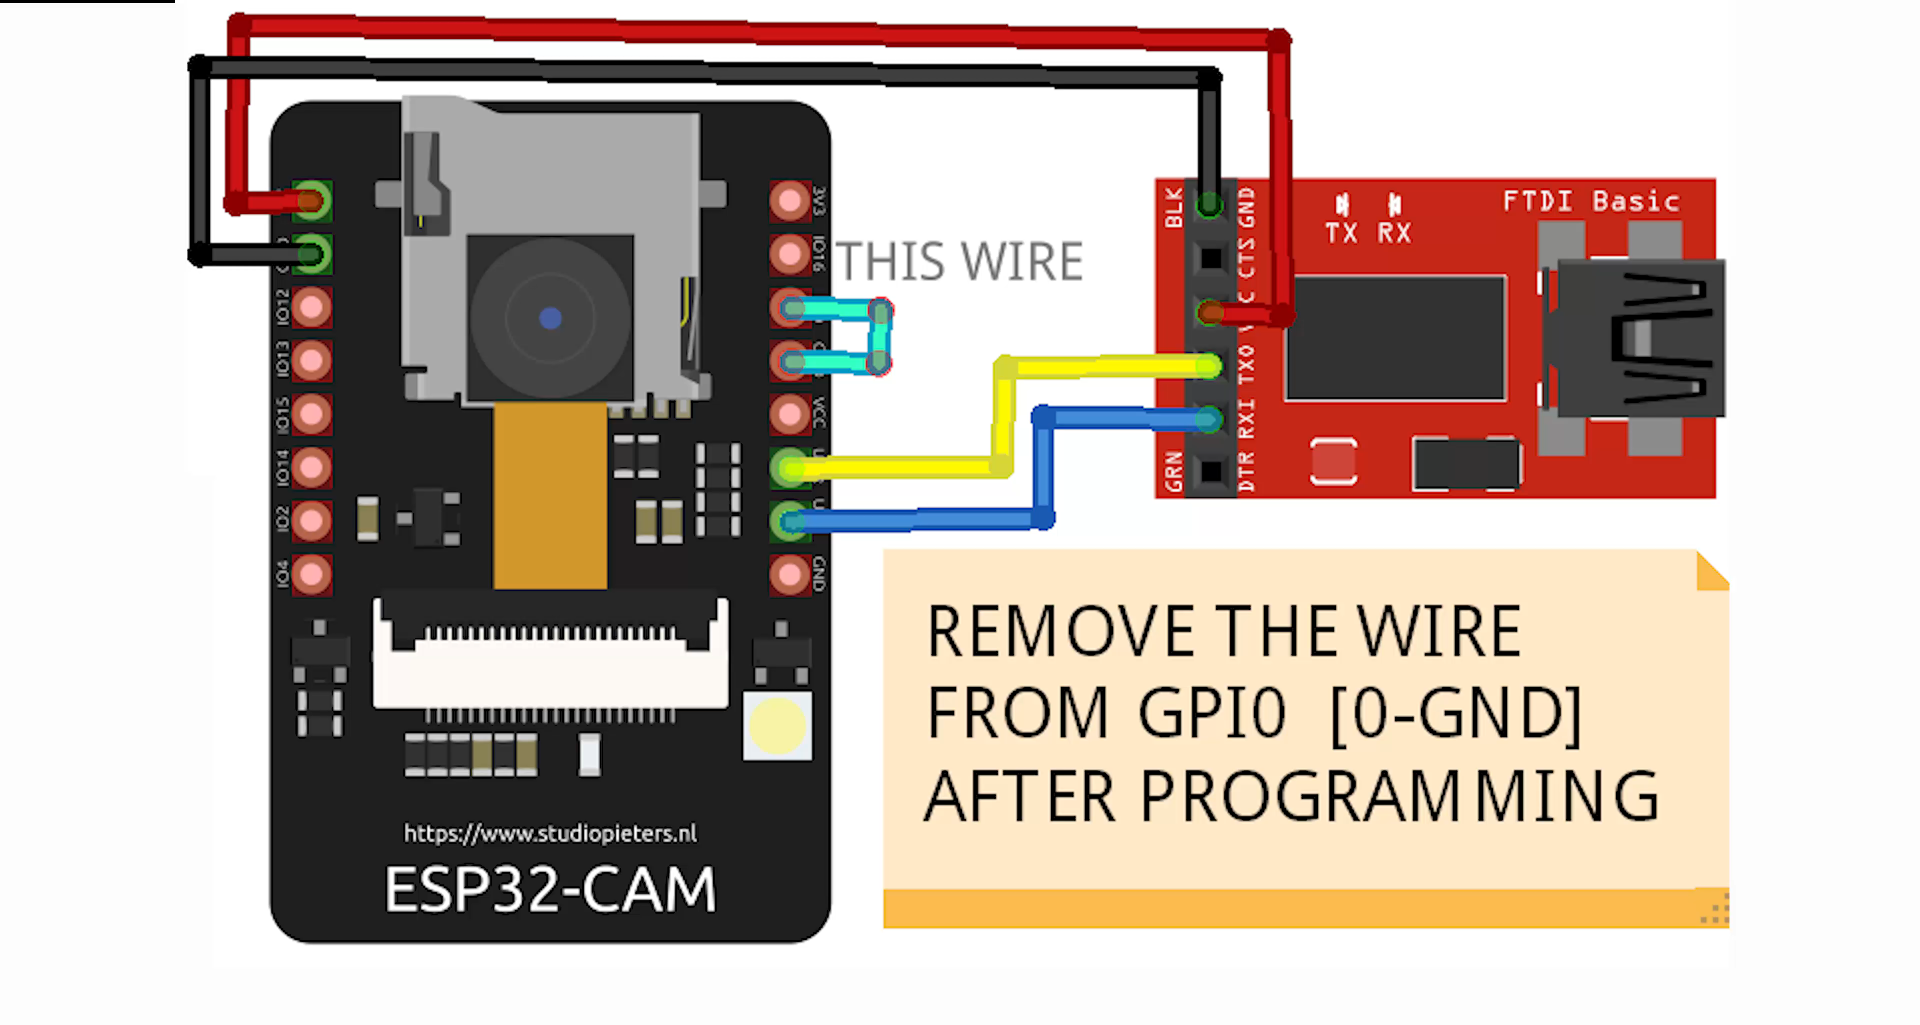 3V3
IO16
THIS WIRE
IO12
IO13
IO15
VCC
IO14
IO2
IO4
GND
BLK
GND
CTS
TXO
RXI
DTR
GRN
TX RX
FTDI Basic
REMOVE THE WIRE
FROM GPI0 [0-GND]
AFTER PROGRAMMING
https://www.studiopieters.nl
ESP32-CAM